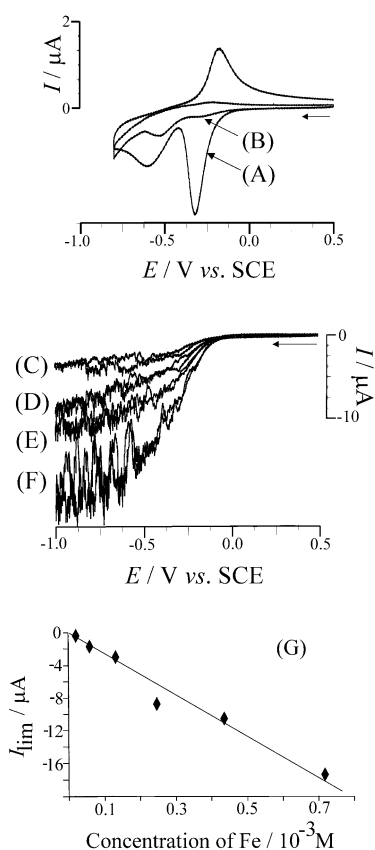 2
I / μA
0
(B)
(A)
-1.0 -0.5 0.0 0.5
E / V vs. SCE
0
(C)
I / μA
(D)
-10
(E)
(F)
-1.0 -0.5 0.0 0.5
E / V vs. SCE
0
(G)
-4
-8
I lim / μA
-12
-16
0.1 0.3 0.5 0.7
Concentration of Fe / 10⁻³M